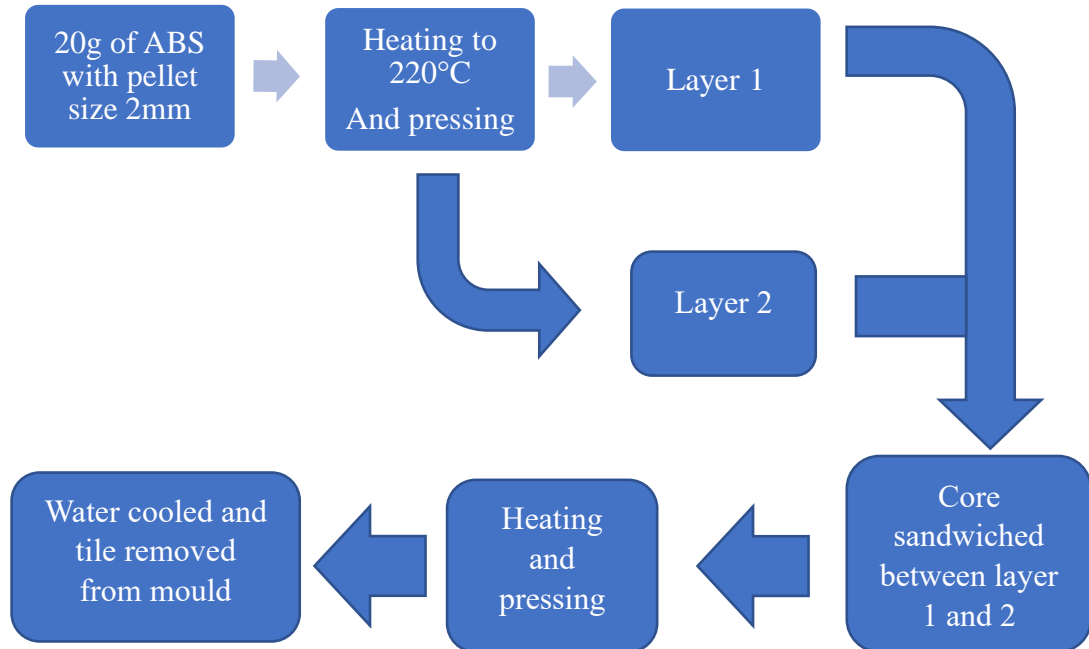 20g of ABS
with pellet
size 2mm
Heating to
220°C
And pressing
Layer 1
Layer 2
Core
sandwiched
between layer
1 and 2
Heating
and
pressing
Water cooled and
tile removed
from mould